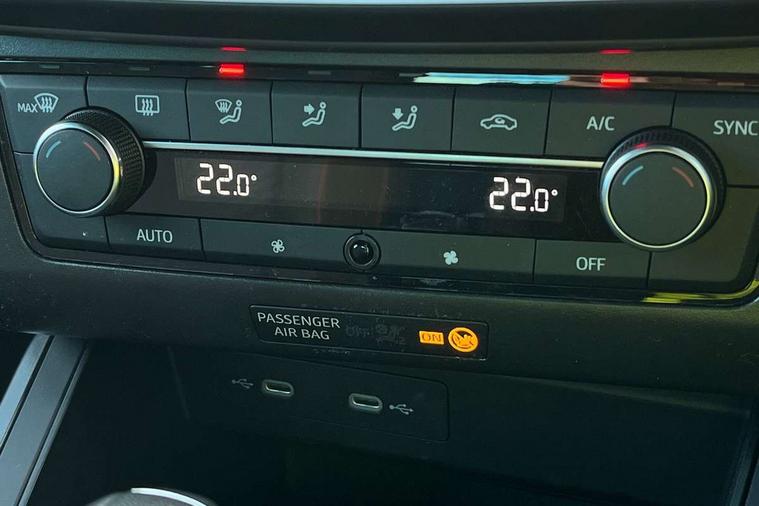 MAX
A/C
SYNC
22.0°
22.0°
AUTO
OFF
PASSENGER
AIR BAG
OFF
ON